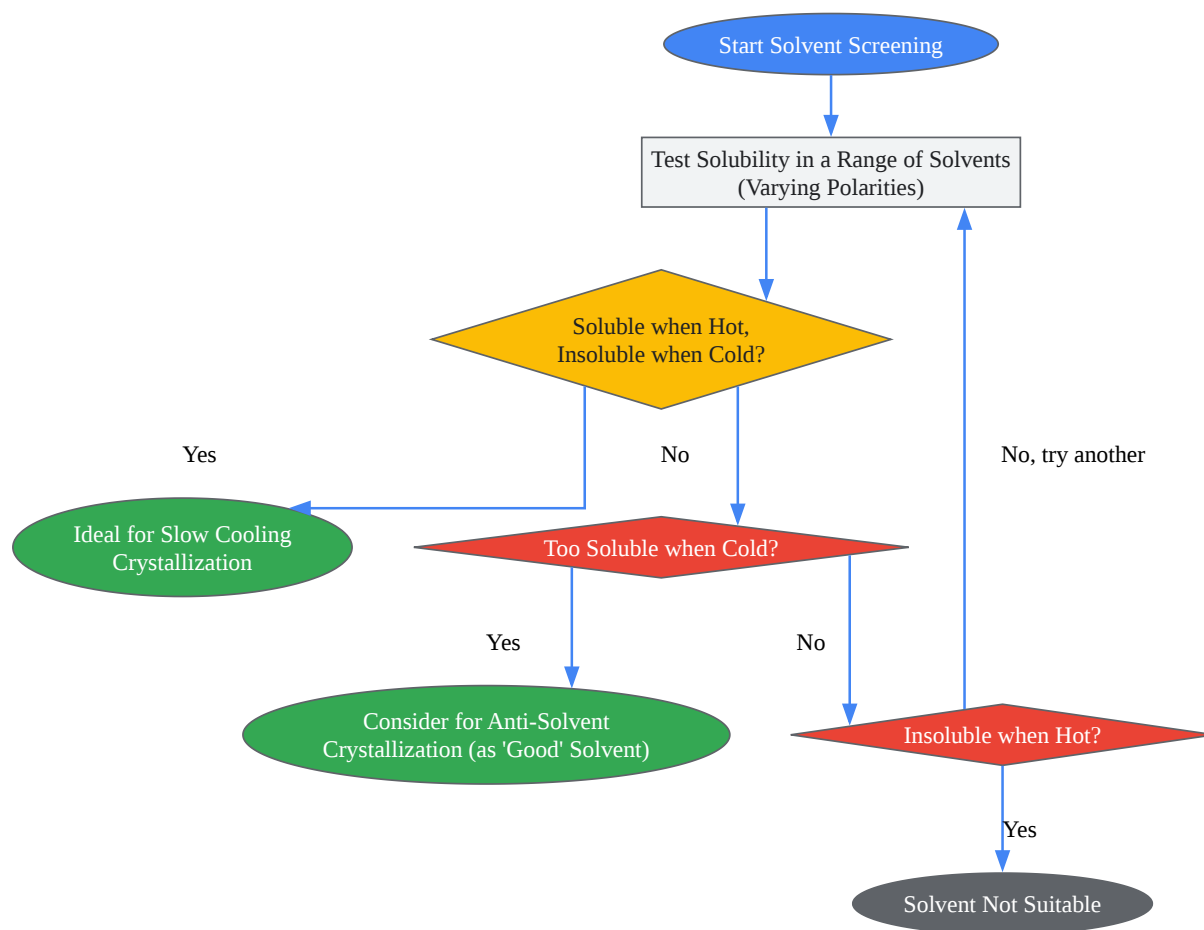 Start Solvent Screening
Test Solubility in a Range of Solvents
(Varying Polarities)
Soluble when Hot,
Insoluble when Cold?
Yes
No
No, try another
Ideal for Slow Cooling
Crystallization
Too Soluble when Cold?
Yes
No
Consider for Anti-Solvent
Crystallization (as 'Good' Solvent)
Insoluble when Hot?
Yes
Solvent Not Suitable